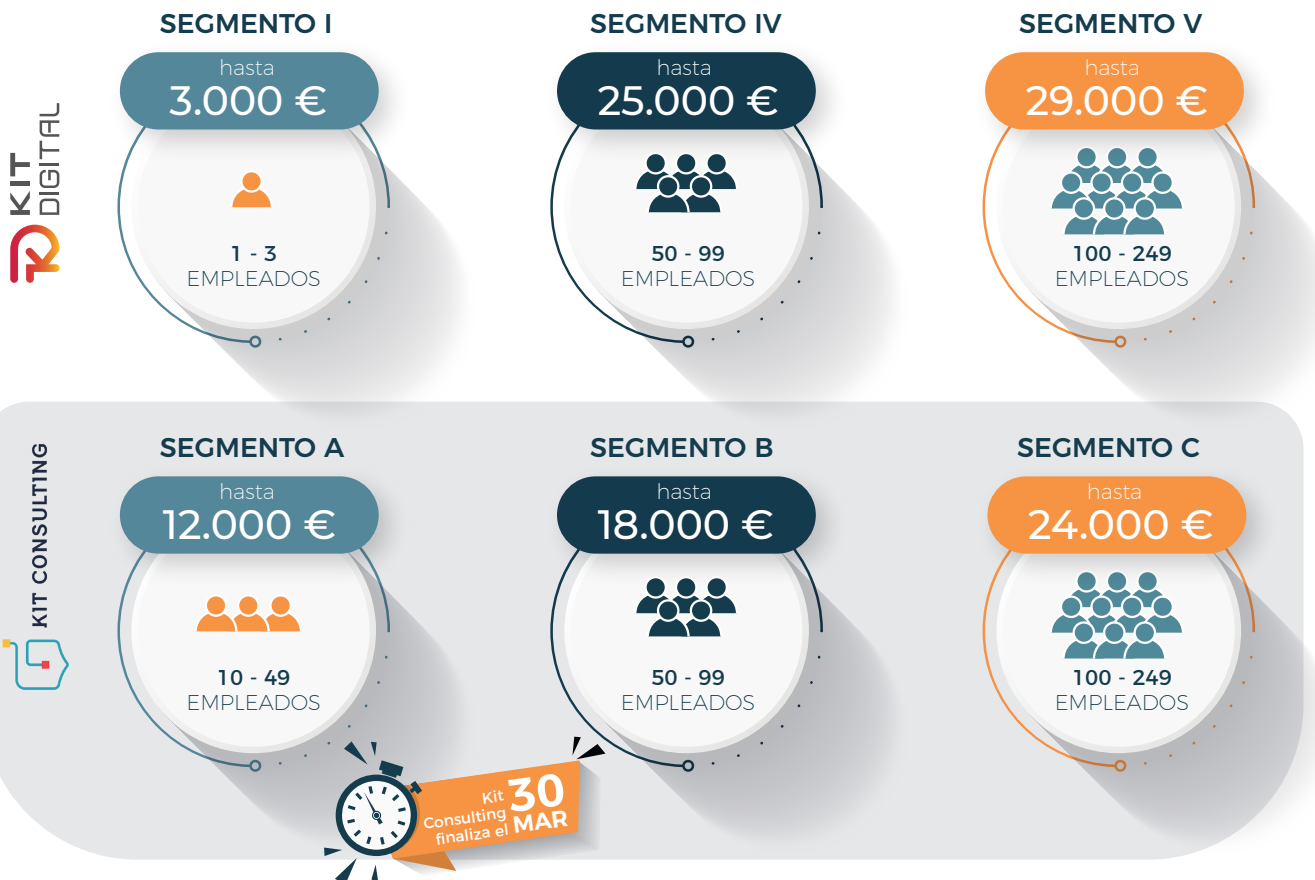 KIT
DIGITAL
SEGMENTO I
hasta
3.000 €
1 - 3
EMPLEADOS
SEGMENTO IV
hasta
25.000 €
50 - 99
EMPLEADOS
SEGMENTO V
hasta
29.000 €
100 - 249
EMPLEADOS
KIT CONSULTING
SEGMENTO A
hasta
12.000 €
10 - 49
EMPLEADOS
SEGMENTO B
hasta
18.000 €
50 - 99
EMPLEADOS
SEGMENTO C
hasta
24.000 €
100 - 249
EMPLEADOS
Kit
Consulting
finaliza el
30
MAR